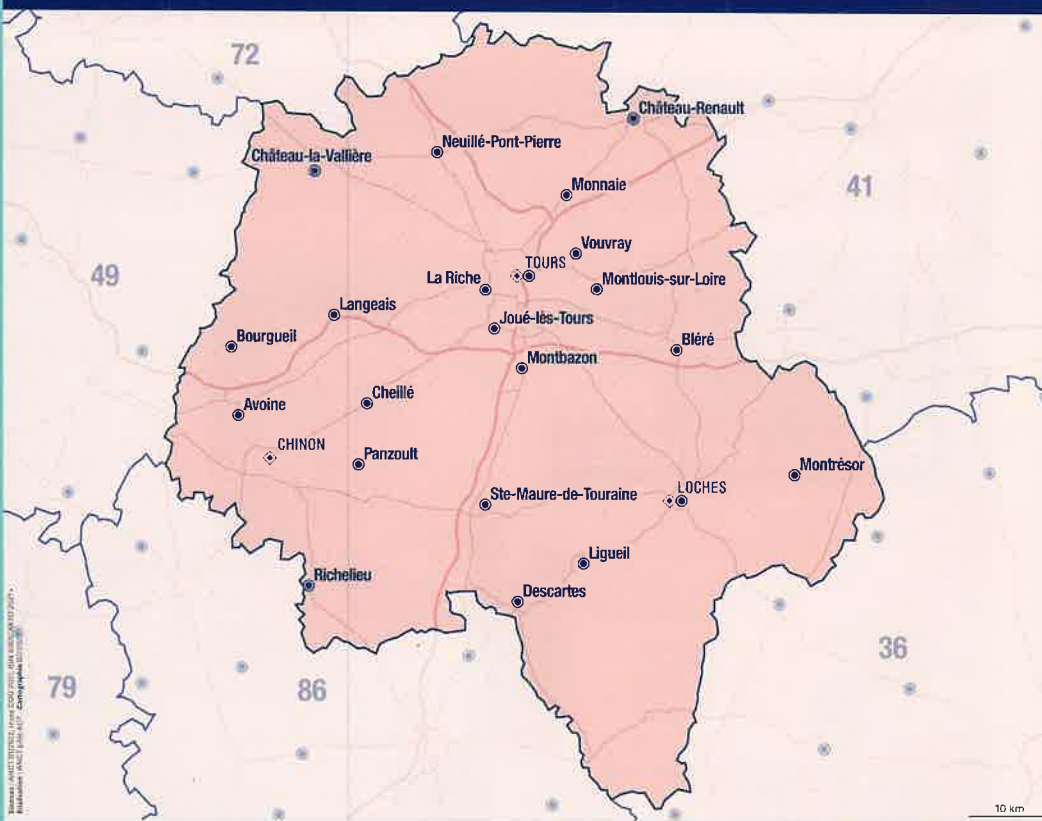 72
Château-Renault
Neuillé-Pont-Pierre
Château-la-Vallière
41
Monnaie
Vouvray
TOURS
49
La Riche
Montlouis-sur-Loire
Langeais
Joué-lès-Tours
Bourgueil
Bléré
Montbazon
Cheillé
Avoine
CHINON
Panzoult
Montrésor
LOCHES
Ste-Maure-de-Touraine
Ligueil
Richelieu
Descartes
36
79
86
10 km